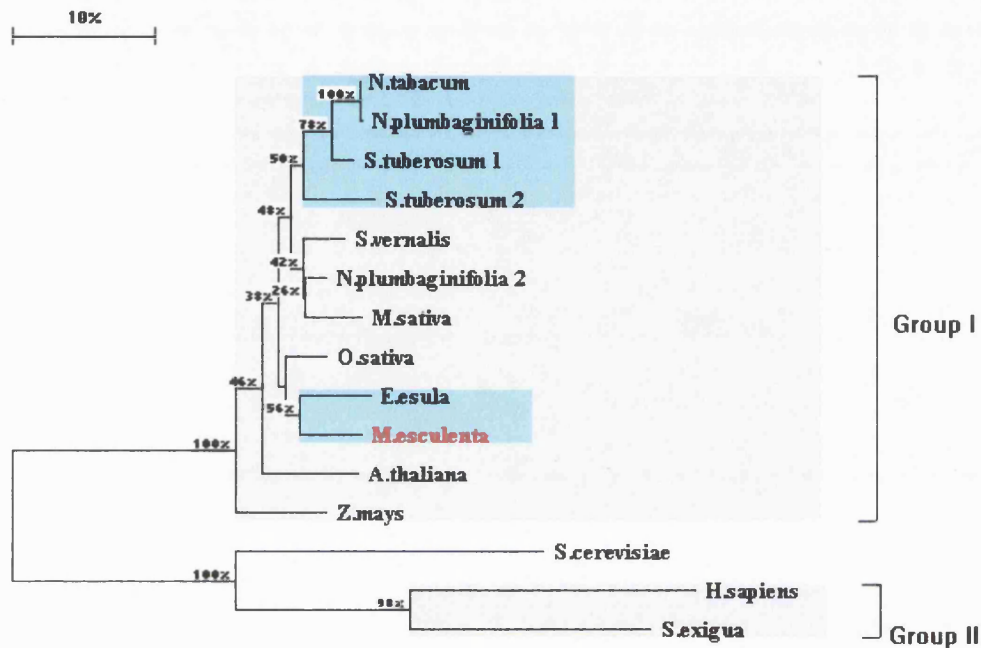 10%
N.tabacum
100%
N.plumbaginifolia 1
78%
S.tuberosum 1
50%
S.tuberosum 2
48%
S.vernalis
42%
N.plumbaginifolia 2
26%
38%
M.sativa
Group I
O.sativa
46%
E.esula
56%
M.esculenta
100%
A.thaliana
Z.mays
S.cerevisiae
100%
H.sapiens
98%
S.exigua
Group II